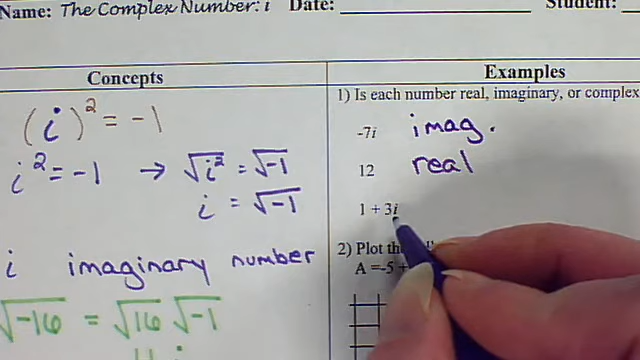 Name: The Complex Number: i Date: Student:
Concepts
(i)² = -1
i² = -1 → √i² = √-1
i = √-1
i imaginary number
√-16 = √16 √-1
Examples
1) Is each number real, imaginary, or complex
-7i imag.
12 real
1 + 3i
2) Plot the
A = -5 +